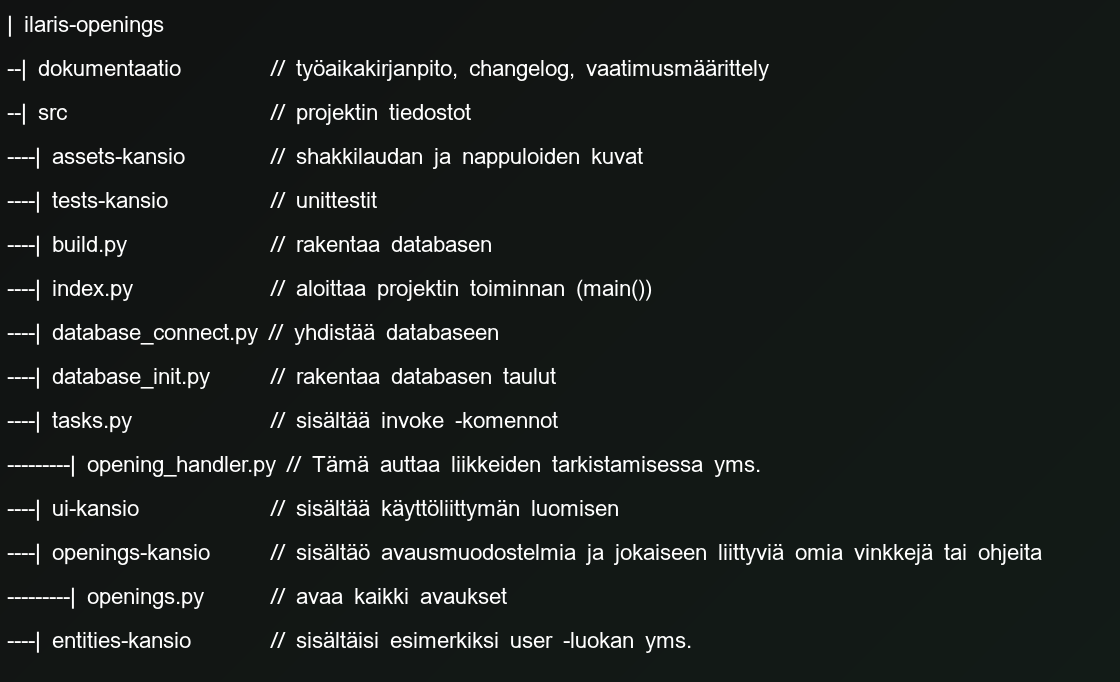 | ilaris-openings
--| dokumentaatio // työaikakirjanpito, changelog, vaatimusmäärittely
--| src // projektin tiedostot
----| assets-kansio // shakkilaudan ja nappuloiden kuvat
----| tests-kansio // unittestit
----| build.py // rakentaa databasen
----| index.py // aloittaa projektin toiminnan (main())
----| database_connect.py // yhdistää databaseen
----| database_init.py // rakentaa databasen taulut
----| tasks.py // sisältää invoke -komennot
---------| opening_handler.py // Tämä auttaa liikkeiden tarkistamisessa yms.
----| ui-kansio // sisältää käyttöliittymän luomisen
----| openings-kansio // sisältäö avausmuodostelmia ja jokaiseen liittyviä omia vinkkejä tai ohjeita
---------| openings.py // avaa kaikki avaukset
----| entities-kansio // sisältäisi esimerkiksi user -luokan yms.